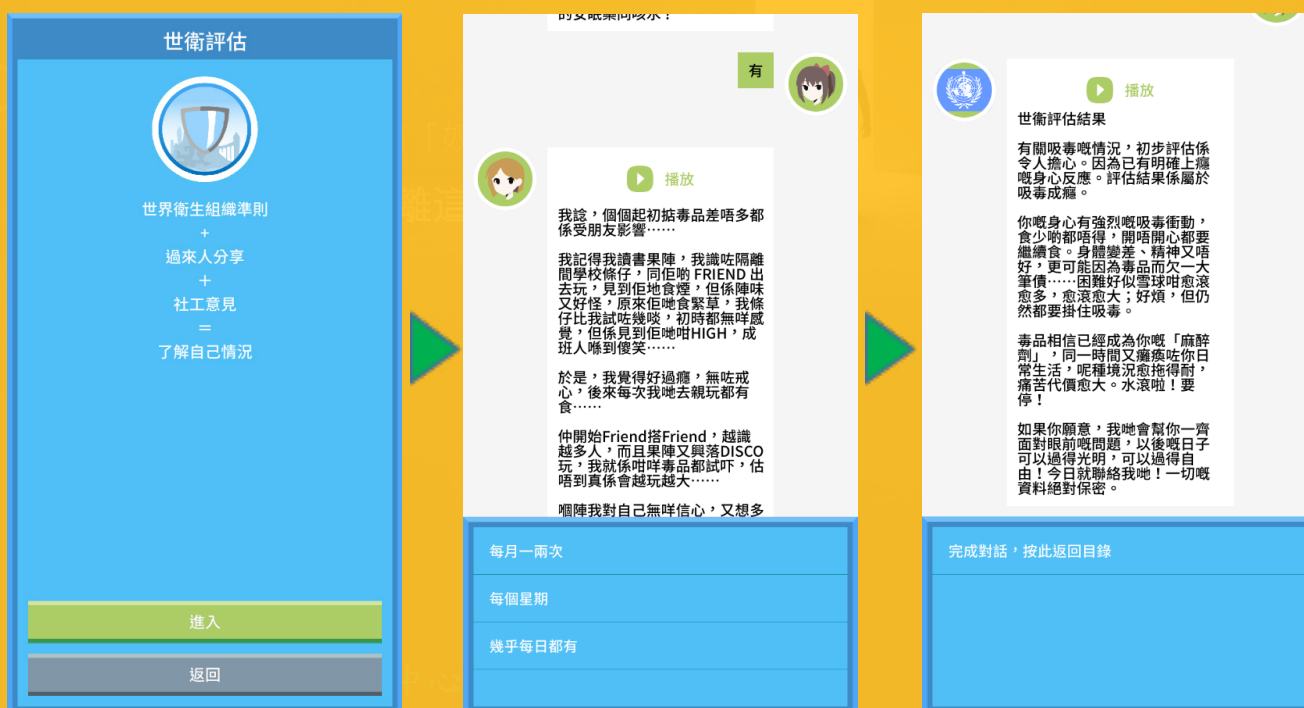 世衛評估
世界衛生組織準則
+
過來人分享
+
社工意見
=
了解自己情況
進入
返回
的安眠藥同咳水！
有
播放
我諗，個個起初掂毒品差唔多都
係受朋友影響⋯⋯
我記得我讀書果陣，我識咗隔離
間學校條仔，同佢啲 FRIEND 出
去玩，見到佢地食煙，但係陣味
又好怪，原來佢哋食緊草，我條
仔比我試咗幾啖，初時都無咩感
覺，但係見到佢哋咁HIGH，成
班人喺到傻笑⋯⋯
於是，我覺得好過癮，無咗戒
心，後來每次我哋去親玩都有
食⋯⋯
仲開始Friend搭Friend，越識
越多人，而且果陣又興落DISCO
玩，我就係咁咩毒品都試吓，估
唔到真係會越玩越大⋯⋯
嗰陣我對自己無咩信心，又想多
每月一兩次
每個星期
幾乎每日都有
播放
世衞評估結果
有關吸毒嘅情況，初步評估係
令人擔心。因為已有明確上癮
嘅身心反應。評估結果係屬於
吸毒成癮。
你嘅身心有強烈嘅吸毒衝動，
食少啲都唔得，開唔開心都要
繼續食。身體變差、精神又唔
好，更可能因為毒品而欠一大
筆債⋯⋯困難好似雪球咁愈滾
愈多，愈滾愈大；好煩，但仍
然都要掛住吸毒。
毒品相信已經成為你嘅「麻醉
劑」，同一時間又癱瘓咗你日
常生活，呢種境況愈拖得耐，
痛苦代價愈大。水滾啦！要
停！
如果你願意，我哋會幫你一齊
面對眼前嘅問題，以後嘅日子
可以過得光明，可以過得自
由！今日就聯絡我哋！一切嘅
資料絕對保密。
完成對話，按此返回目錄